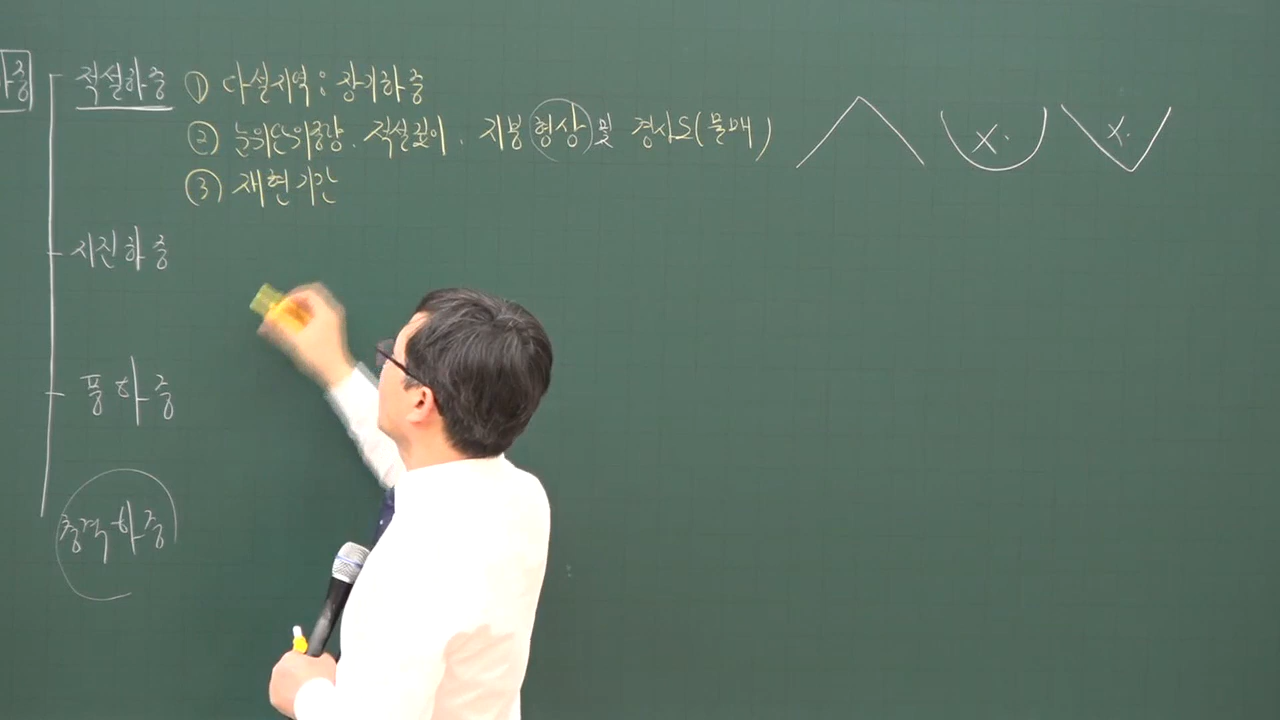 하중
적설하중 ① 다설지역 : 장기하중
② 눈의단위중량. 적설깊이. 지붕형상 및 경사도(물매)
X. X.
③ 재현기간
지진하중
풍하중
충격하중